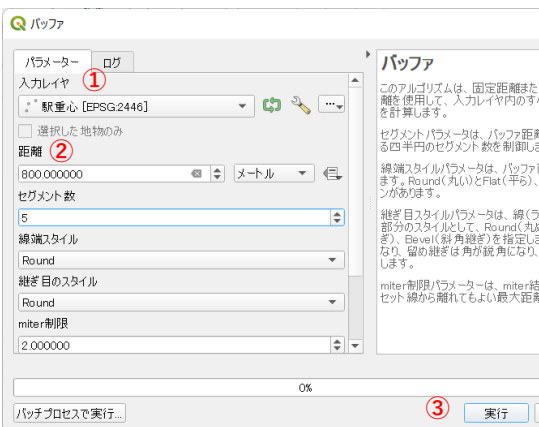 バッファ
パラメーター ログ
入力レイヤ ①
駅重心 [EPSG:2446]
選択した地物のみ
距離 ②
800.000000 メートル
セグメント数
5
線端スタイル
Round
継ぎ目のスタイル
Round
miter制限
2.000000
バッファ
このアルゴリズムは、固定距離また
離を使用して、入力レイヤ内のすべ
を計算します。
セグメントパラメータは、バッファ距離
る四半円のセグメント数を制御しま
線端スタイルパラメータは、バッファ
ます。Round(丸い)とFlat(平ら)、
ンがあります。
継ぎ目スタイルパラメータは、線(ラ
部分のスタイルとして、Round(丸
ぎ)、Bevel(斜角継ぎ)を指定しま
なり、留め継ぎは角が鋭角になり、
します。
miter制限パラメーターは、miter結
セット線から離れてもよい最大距離
0%
バッチプロセスで実行...
③ 実行